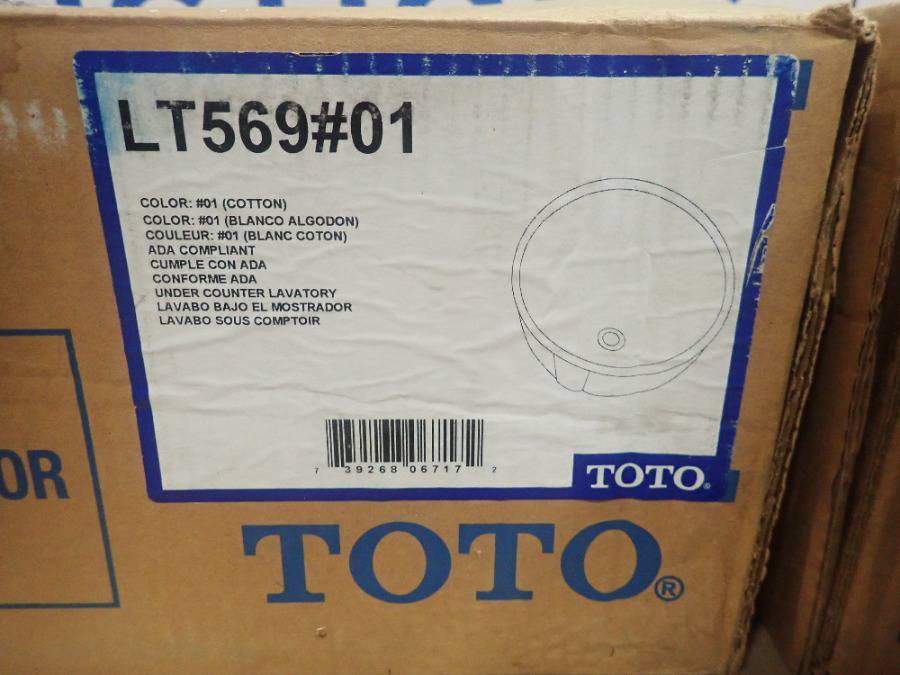 LT569#01
COLOR: #01 (COTTON)
COLOR: #01 (BLANCO ALGODON)
COULEUR: #01 (BLANC COTON)
ADA COMPLIANT
CUMPLE CON ADA
CONFORME ADA
UNDER COUNTER LAVATORY
LAVABO BAJO EL MOSTRADOR
LAVABO SOUS COMPTOIR
7 39268 06717 2
TOTO®
OR
TOTO®